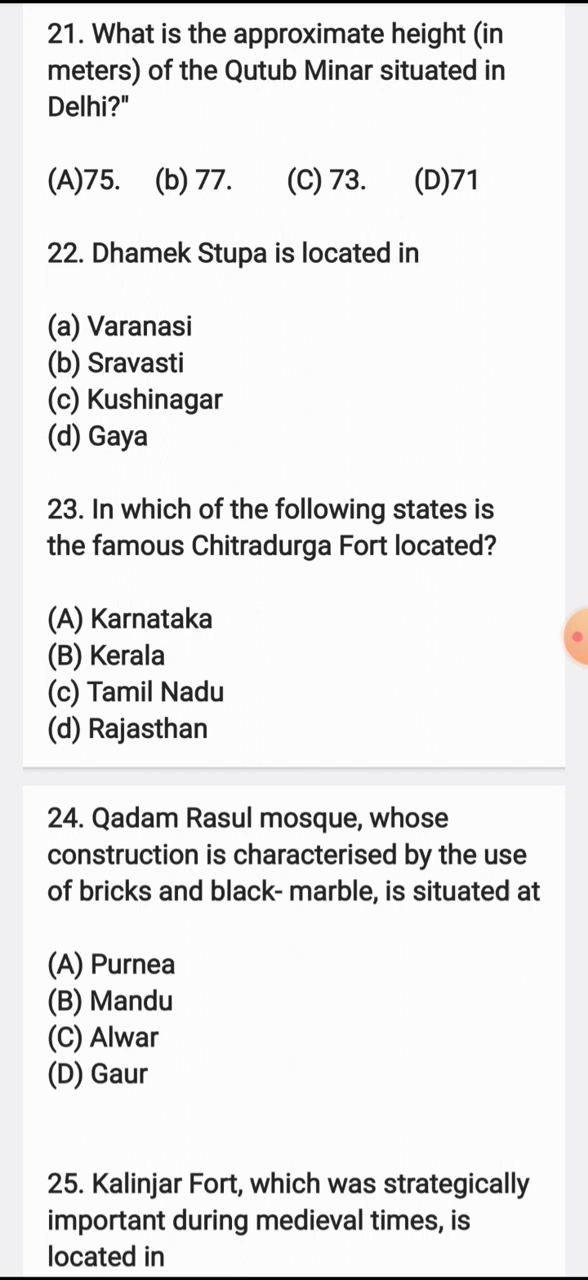 21. What is the approximate height (in
meters) of the Qutub Minar situated in
Delhi?"
(A)75. (b) 77. (C) 73. (D)71
22. Dhamek Stupa is located in
(a) Varanasi
(b) Sravasti
(c) Kushinagar
(d) Gaya
23. In which of the following states is
the famous Chitradurga Fort located?
(A) Karnataka
(B) Kerala
(c) Tamil Nadu
(d) Rajasthan
24. Qadam Rasul mosque, whose
construction is characterised by the use
of bricks and black- marble, is situated at
(A) Purnea
(B) Mandu
(C) Alwar
(D) Gaur
25. Kalinjar Fort, which was strategically
important during medieval times, is
located in